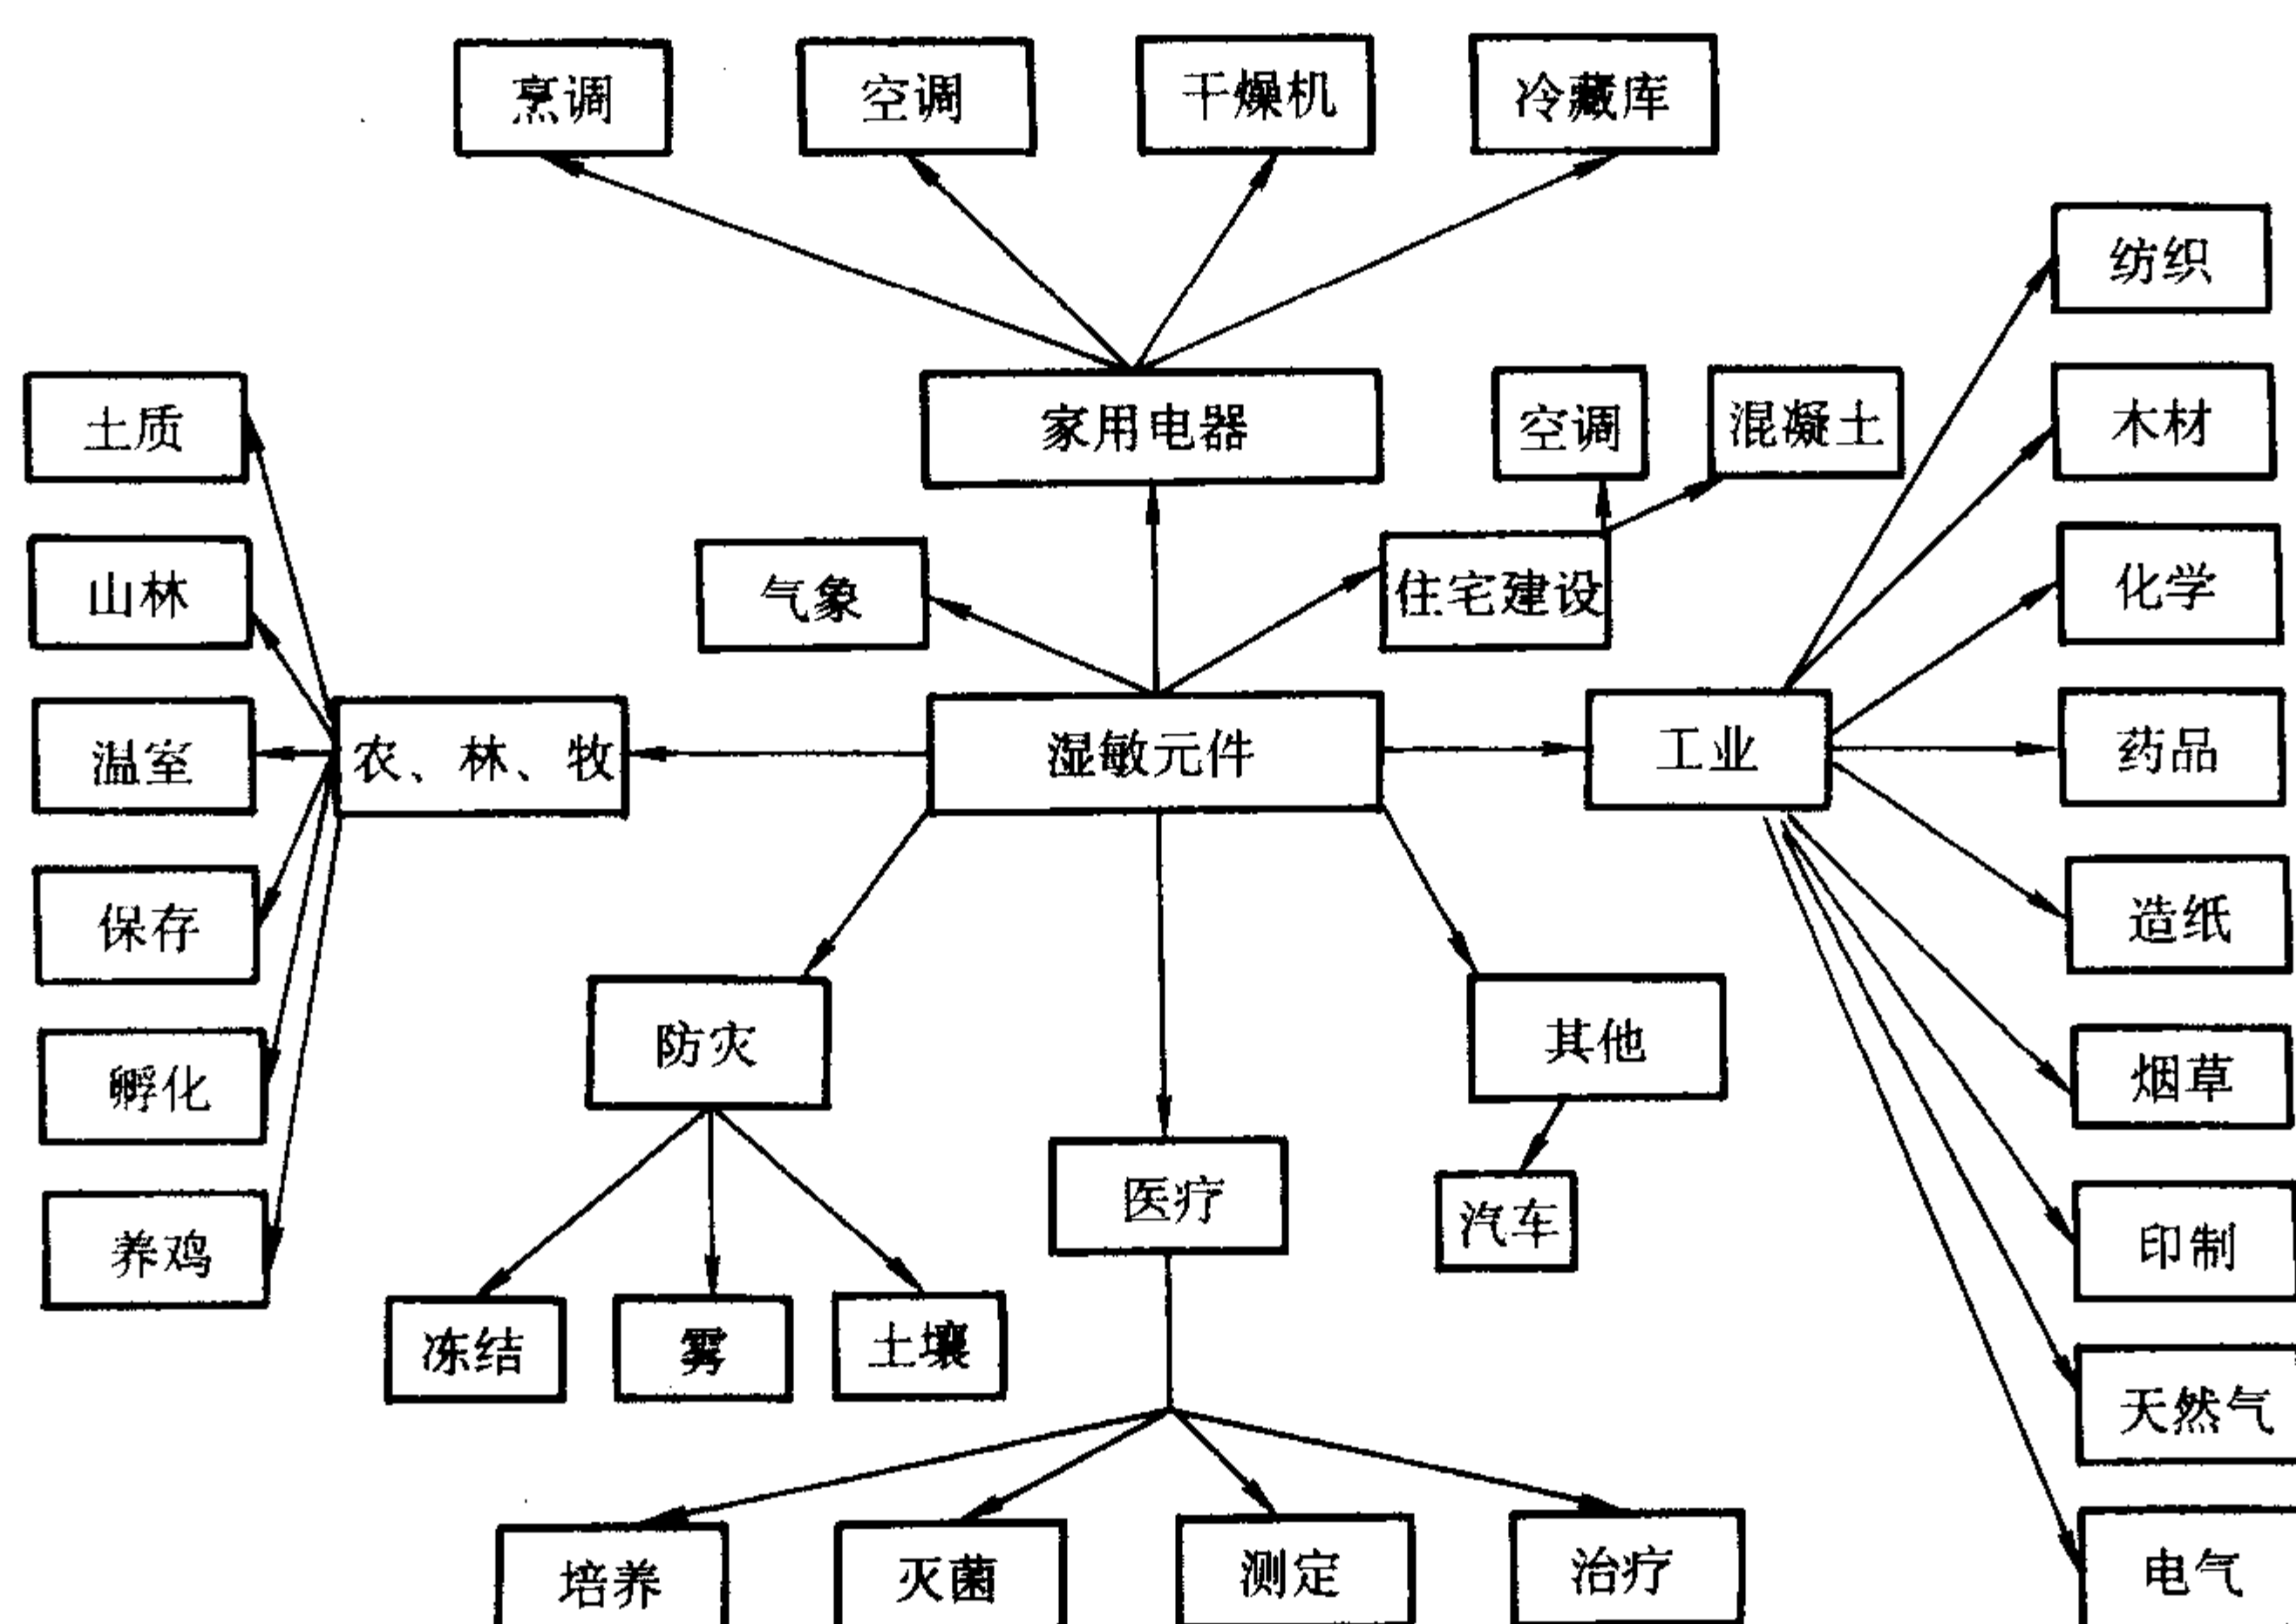 烹调
空调
干燥机
冷藏库
纺织
家用电器
空调
混凝土
木材
土质
山林
气象
住宅建设
化学
温室
农、林、牧
湿敏元件
工业
药品
保存
造纸
防灾
其他
孵化
烟草
医疗
汽车
养鸡
印制
冻结
雾
土壤
天然气
培养
灭菌
测定
治疗
电气